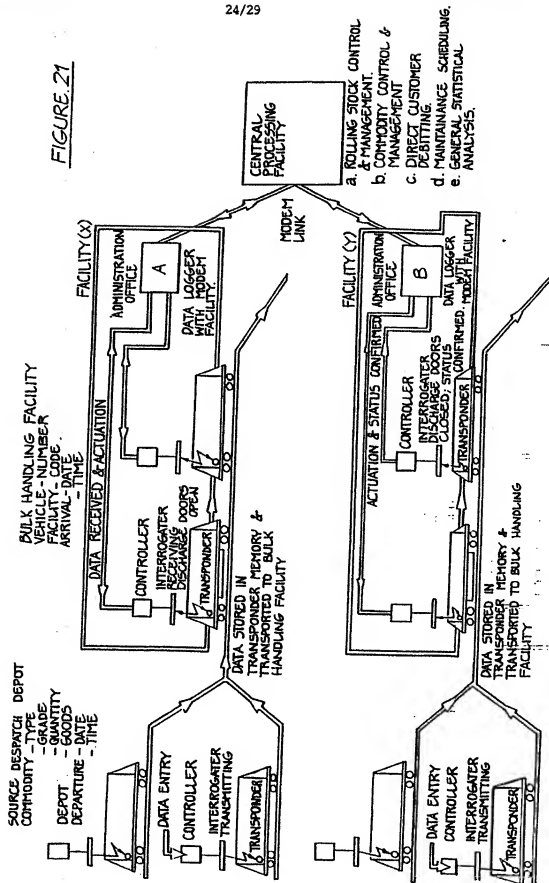 24/29
FIGURE.21
SOURCE DESPATCH DEPOT
COMMODITY - TYPE
- GRADE
- QUANTITY
DEPOT - GOODS
DEPARTURE - DATE
- TIME
DATA ENTRY
CONTROLLER
INTERROGATER
TRANSMITTING
TRANSPONDER
DATA STORED IN
TRANSPONDER MEMORY &
TRANSPORTED TO BULK
HANDLING FACILITY
BULK HANDLING FACILITY
VEHICLE - NUMBER
FACILITY - CODE.
ARRIVAL - DATE
- TIME
FACILITY (X)
DATA RECEIVED & ACTUATION
CONTROLLER
INTERROGATER
RECEIVING
DISCHARGE DOORS
OPEN
TRANSPONDER
ADMINISTRATION
OFFICE
A
DATA LOGGER
WITH MODEM
FACILITY.
MODEM
LINK
CENTRAL
PROCESSING
FACILITY
a. ROLLING STOCK CONTROL
& MANAGEMENT.
b. COMMODITY CONTROL &
MANAGEMENT
c. DIRECT CUSTOMER
DEBITTING.
d. MAINTAINANCE SCHEDULING.
e. GENERAL STATISTICAL
ANALYSIS.
DATA ENTRY
CONTROLLER
INTERROGATER
TRANSMITTING
TRANSPONDER
DATA STORED IN
TRANSPONDER MEMORY &
TRANSPORTED TO BULK HANDLING
FACILITY
FACILITY (Y)
ACTUATION & STATUS CONFIRMED
CONTROLLER
INTERROGATER
DISCHARGE DOORS
CLOSED; STATUS
CONFIRMED.
TRANSPONDER
ADMINISTRATION
OFFICE
B
DATA LOGGER
WITH
MODEM FACILITY